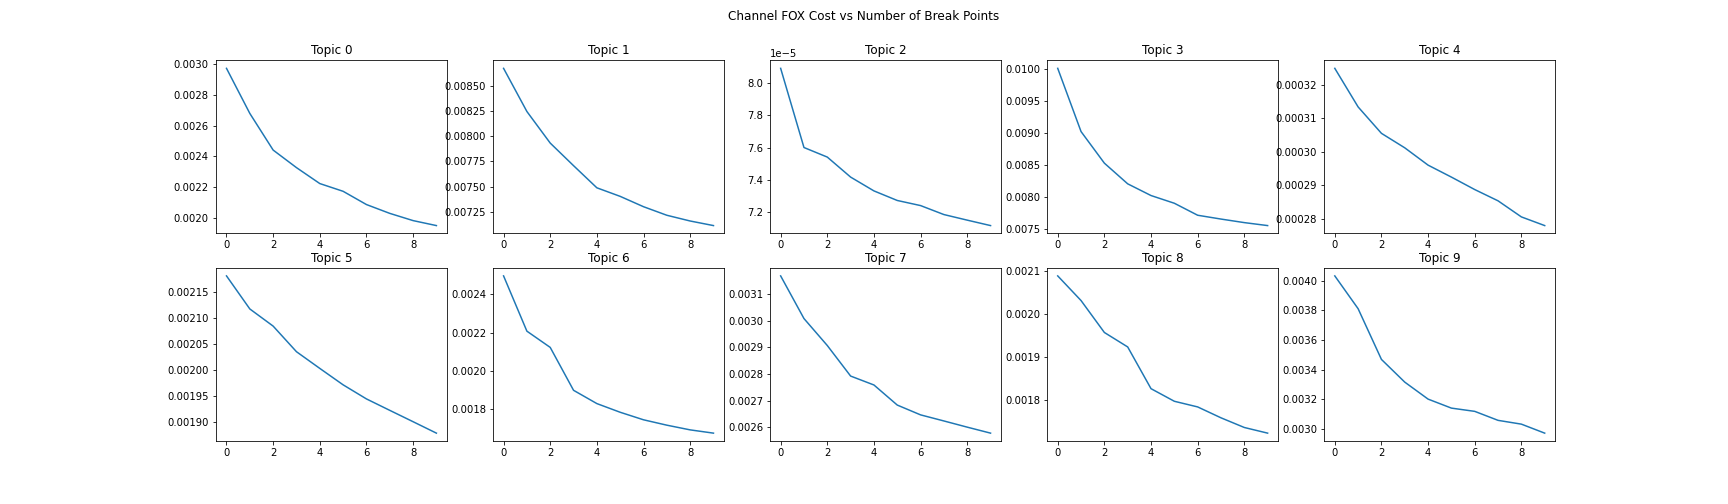 Channel FOX Cost vs Number of Break Points
Topic 0
0.0030
0.0028
0.0026
0.0024
0.0022
0.0020
0 2 4 6 8
Topic 1
0.00850
0.00825
0.00800
0.00775
0.00750
0.00725
0 2 4 6 8
Topic 2
1e−5
8.0
7.8
7.6
7.4
7.2
0 2 4 6 8
Topic 3
0.0100
0.0095
0.0090
0.0085
0.0080
0.0075
0 2 4 6 8
Topic 4
0.00032
0.00031
0.00030
0.00029
0.00028
0 2 4 6 8
Topic 5
0.00215
0.00210
0.00205
0.00200
0.00195
0.00190
0 2 4 6 8
Topic 6
0.0024
0.0022
0.0020
0.0018
0 2 4 6 8
Topic 7
0.0031
0.0030
0.0029
0.0028
0.0027
0.0026
0 2 4 6 8
Topic 8
0.0021
0.0020
0.0019
0.0018
0 2 4 6 8
Topic 9
0.0040
0.0038
0.0036
0.0034
0.0032
0.0030
0 2 4 6 8